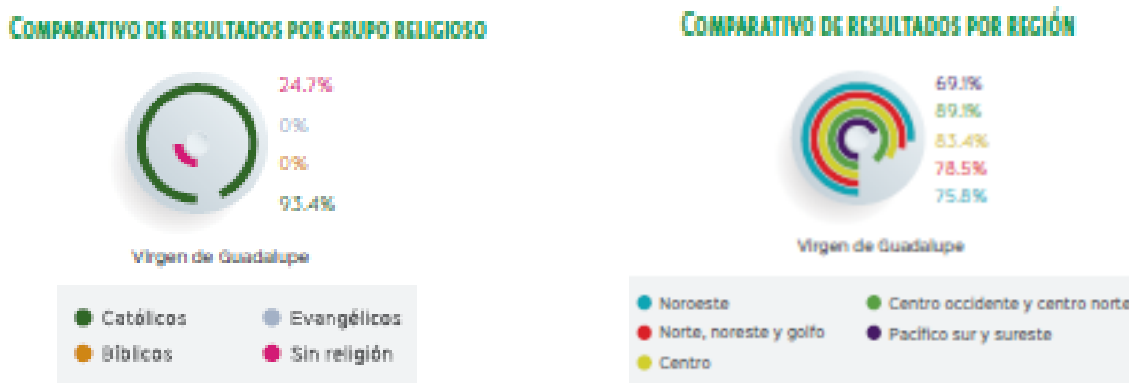 COMPARATIVO DE RESULTADOS POR GRUPO RELIGIOSO
24.7%
0%
0%
93.4%
Virgen de Guadalupe
Católicos
Evangélicos
Bíblicos
Sin religión
COMPARATIVO DE RESULTADOS POR REGIÓN
69.1%
89.1%
83.4%
78.5%
75.8%
Virgen de Guadalupe
Noroeste
Centro occidente y centro norte
Norte, noreste y golfo
Pacífico sur y sureste
Centro